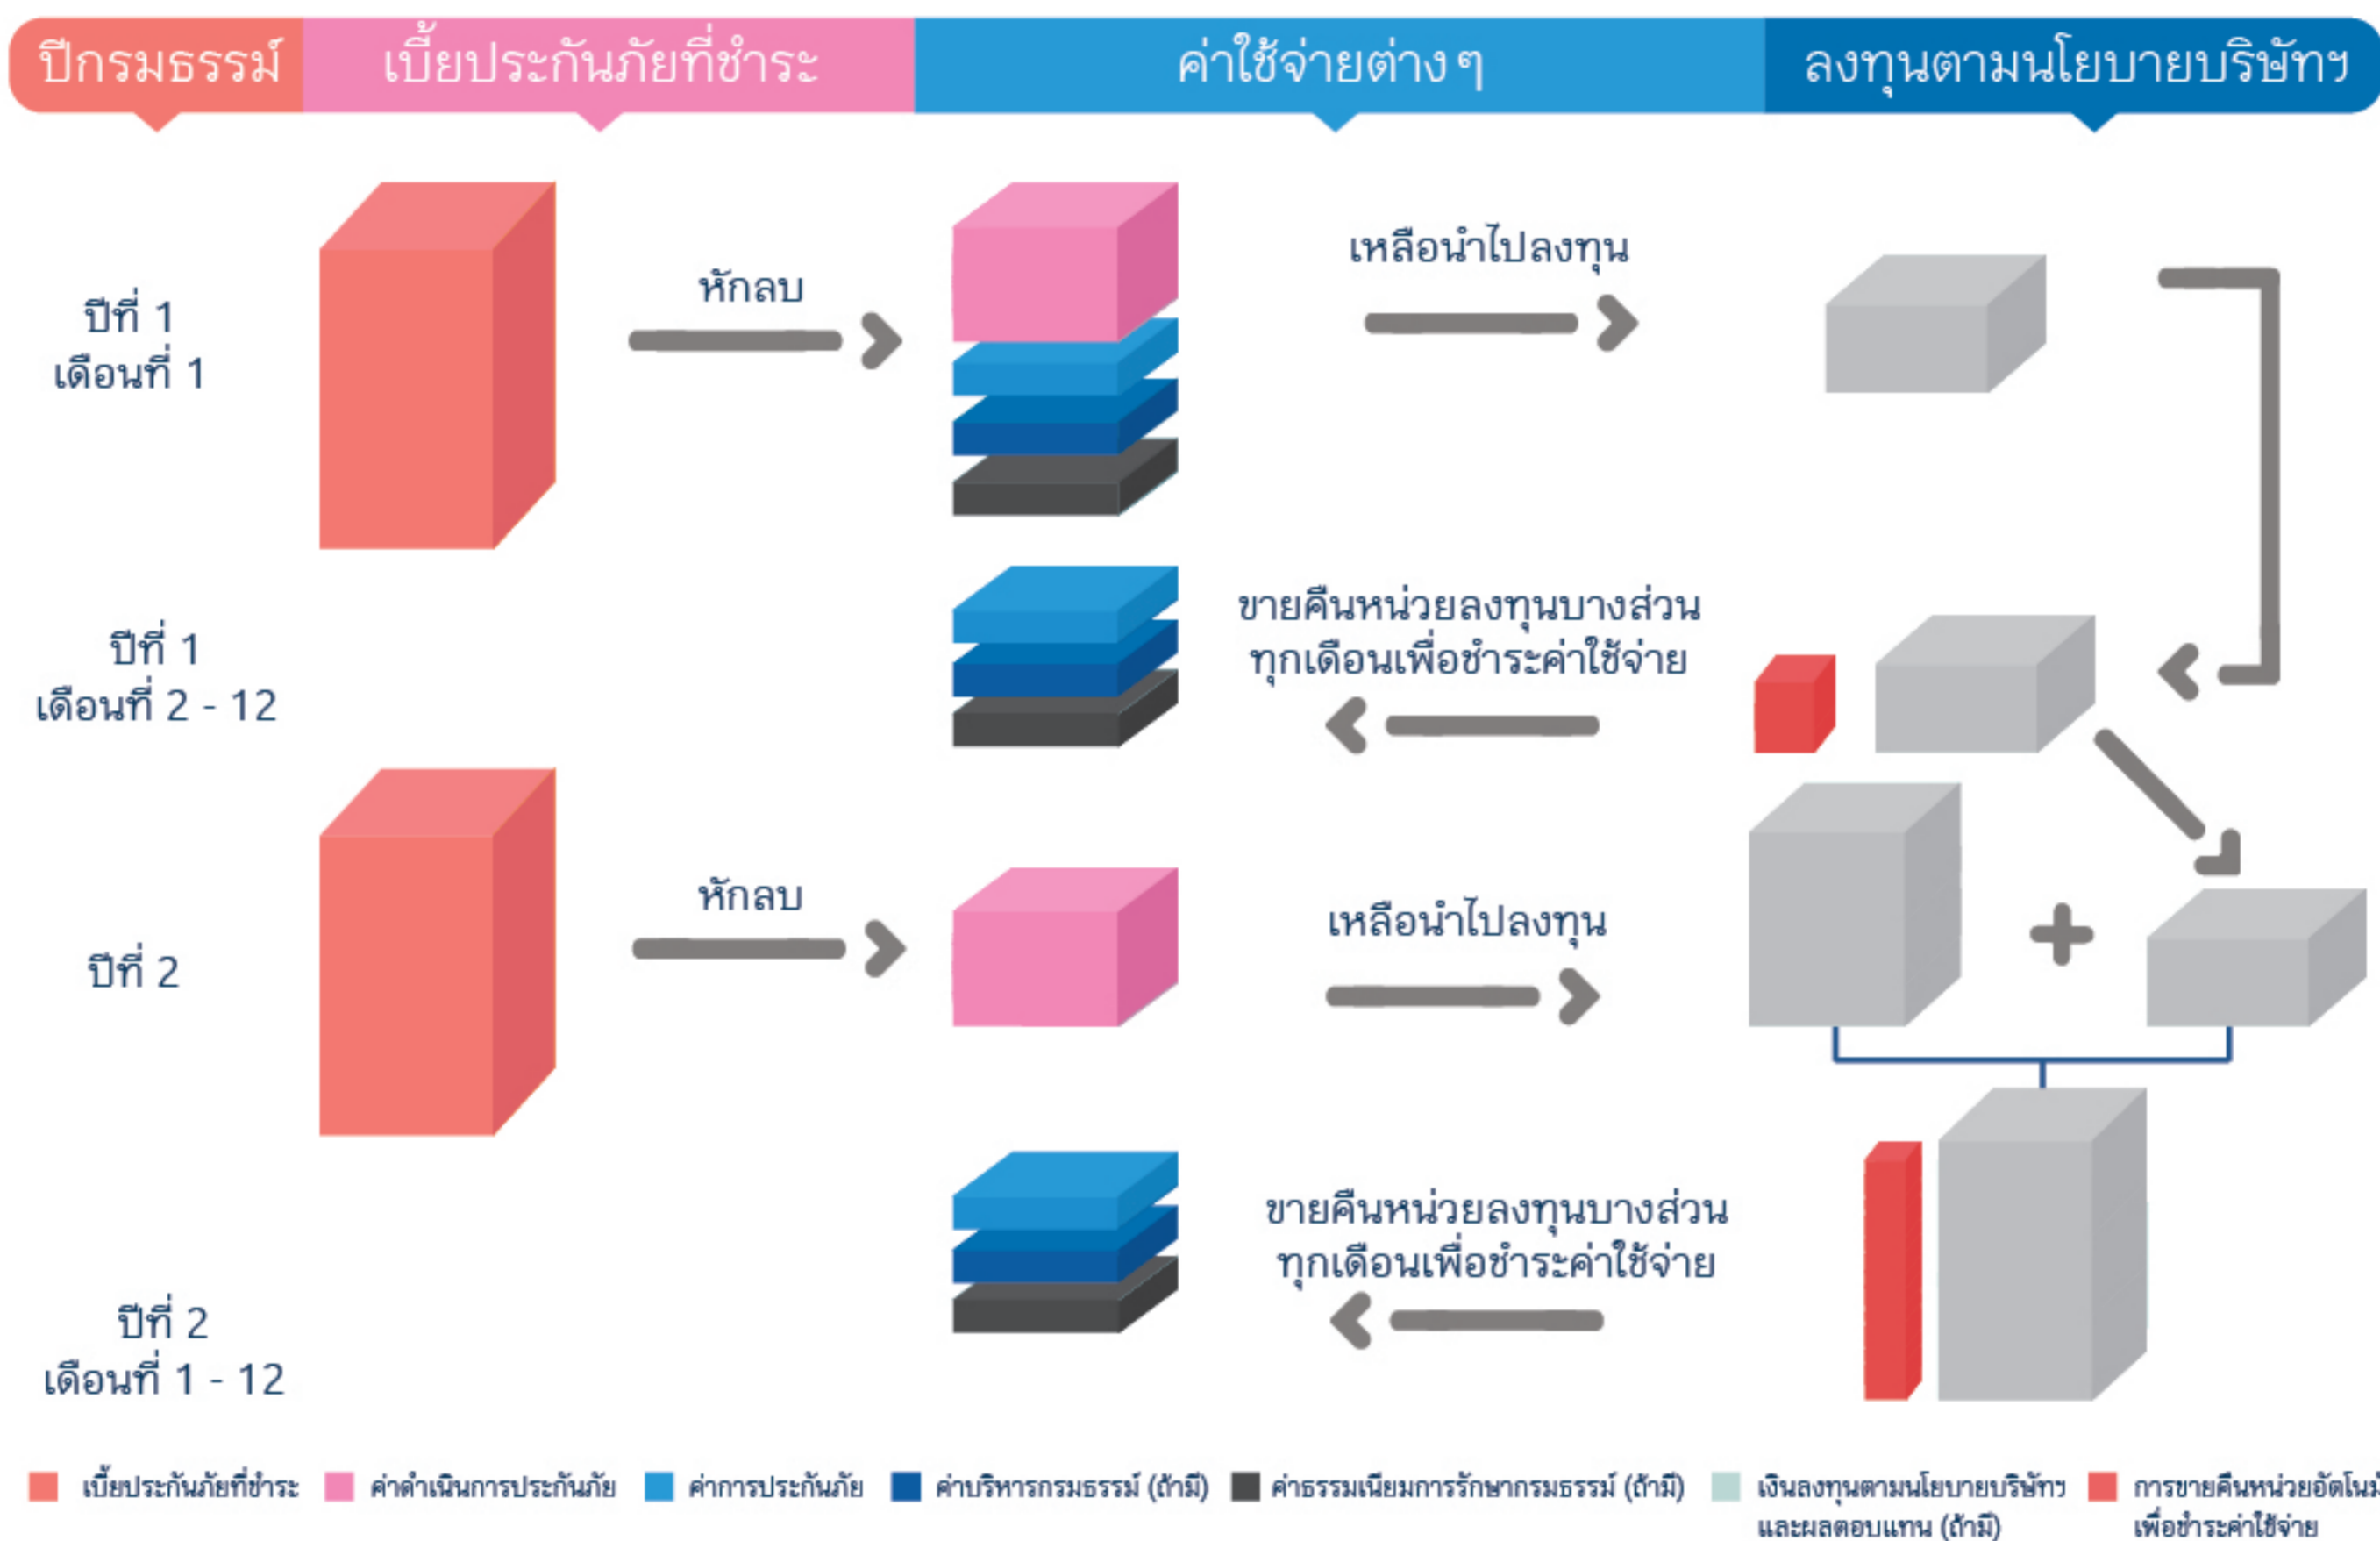 ปีกรมธรรม์
เบี้ยประกันภัยที่ชำระ
ค่าใช้จ่ายต่างๆ
ลงทุนตามนโยบายบริษัทฯ
ปีที่ 1
เดือนที่ 1
หักลบ
เหลือนำไปลงทุน
ปีที่ 1
เดือนที่ 2 - 12
ขายคืนหน่วยลงทุนบางส่วน
ทุกเดือนเพื่อชำระค่าใช้จ่าย
ปีที่ 2
หักลบ
เหลือนำไปลงทุน
ปีที่ 2
เดือนที่ 1 - 12
ขายคืนหน่วยลงทุนบางส่วน
ทุกเดือนเพื่อชำระค่าใช้จ่าย
เบี้ยประกันภัยที่ชำระ
ค่าดำเนินการประกันภัย
ค่าการประกันภัย
ค่าบริหารกรมธรรม์ (ถ้ามี)
ค่าธรรมเนียมการรักษากรมธรรม์ (ถ้ามี)
เงินลงทุนตามนโยบายบริษัทฯ
และผลตอบแทน (ถ้ามี)
การขายคืนหน่วยอัตโนมั
เพื่อชำระค่าใช้จ่าย